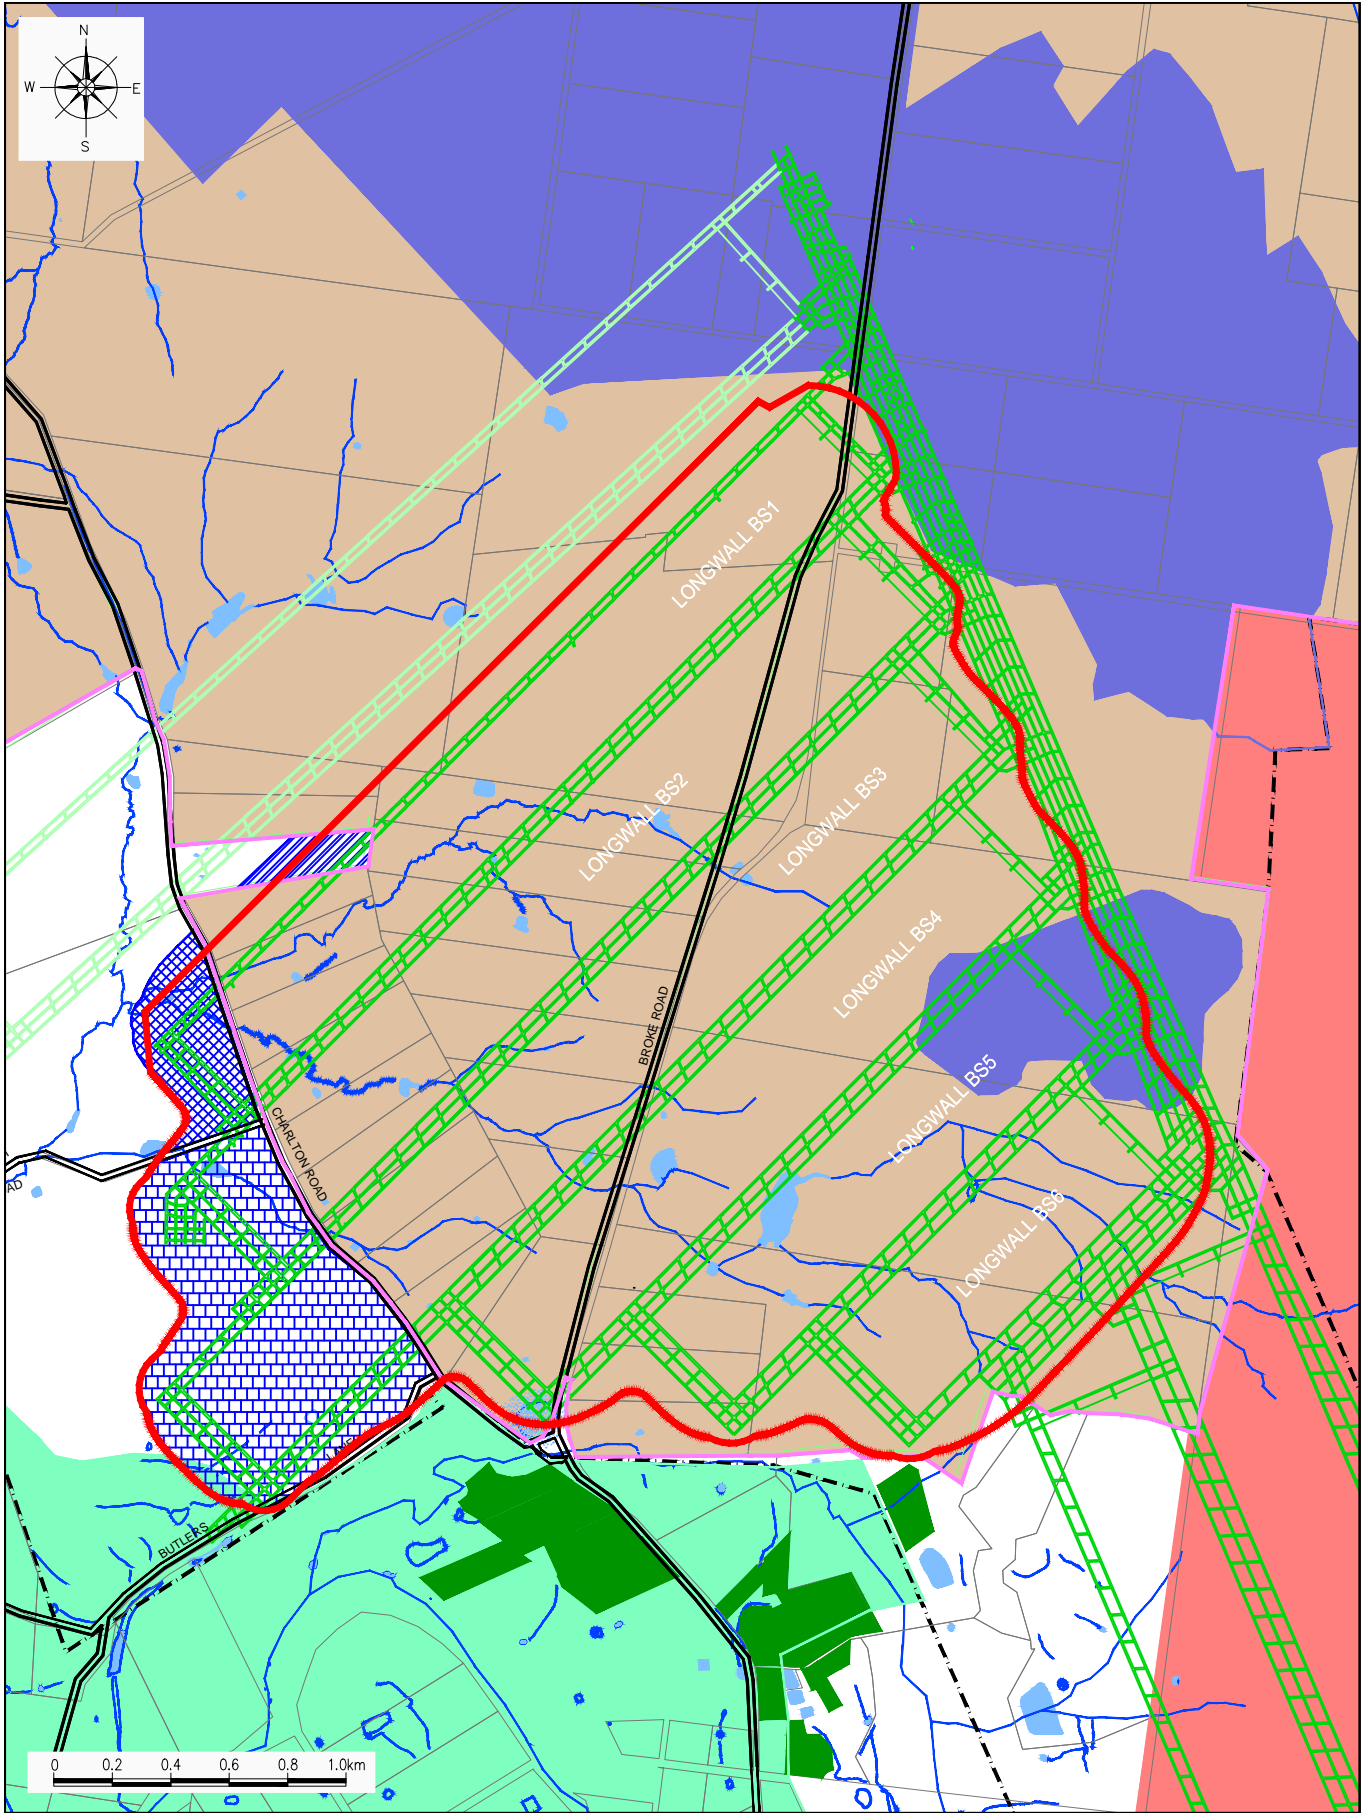 N
W E
S
LONGWALL BS1
LONGWALL BS2
LONGWALL BS3
LONGWALL BS4
BROKE ROAD
LONGWALL BS5
CHARLTON ROAD
AD
LONGWALL BS6
BUTLERS
0 0.2 0.4 0.6 0.8 1.0km